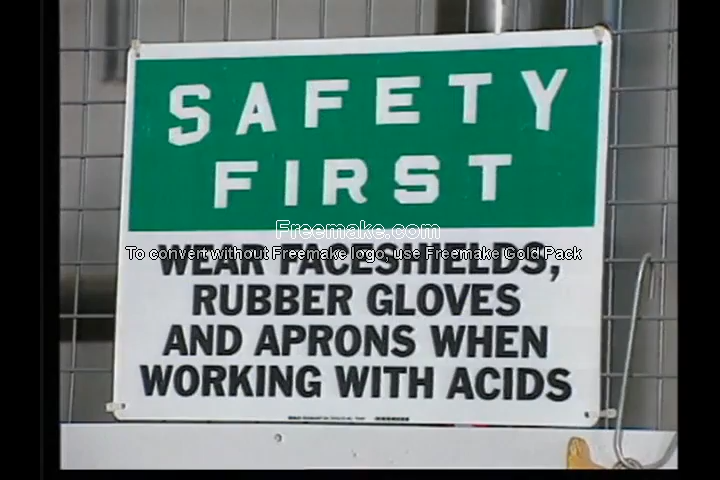 SAFETY
FIRST
Freemake.com
To convert without Freemake logo, use Freemake Gold Pack
WEAR FACESHIELDS,
RUBBER GLOVES
AND APRONS WHEN
WORKING WITH ACIDS